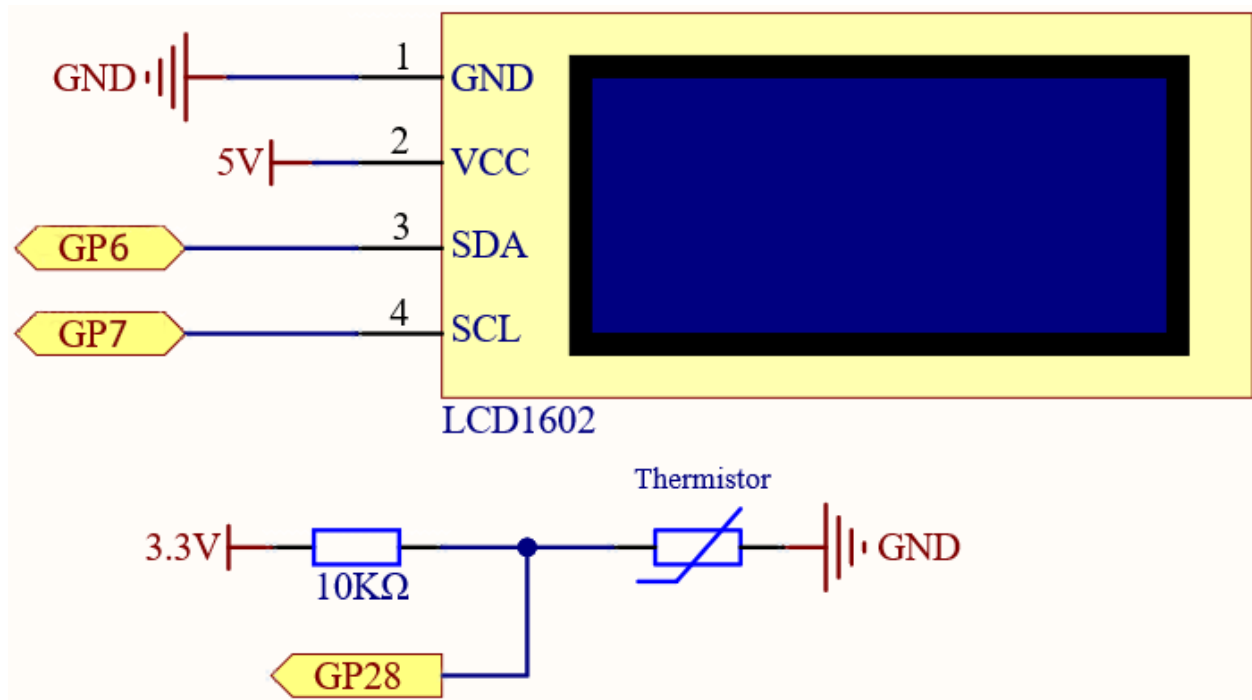 GND 1 GND
5V 2 VCC
GP6 3 SDA
GP7 4 SCL
LCD1602
Thermistor
3.3V 10KΩ GND
GP28